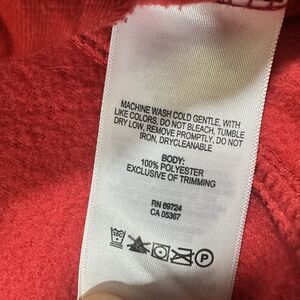 MACHINE WASH COLD GENTLE, WITH
LIKE COLORS, DO NOT BLEACH, TUMBLE
DRY LOW, REMOVE PROMPTLY, DO NOT
IRON, DRYCLEANABLE
BODY:
100% POLYESTER
EXCLUSIVE OF TRIMMING
RN 69724
CA 05367